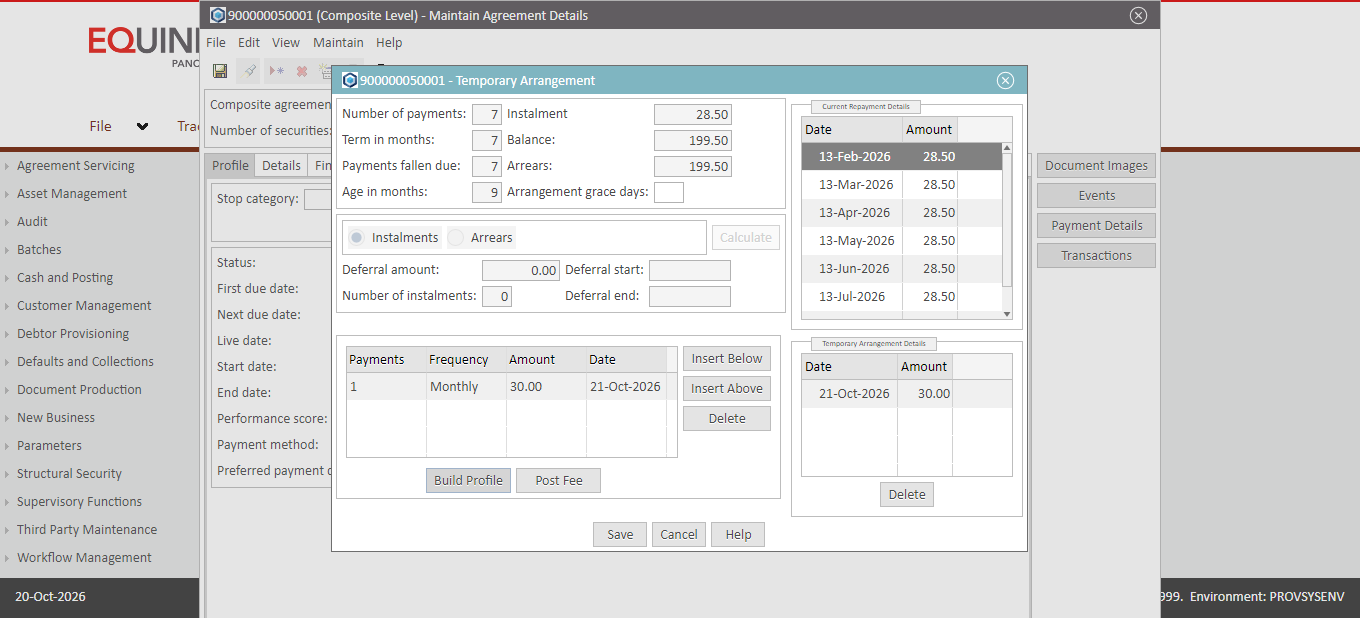 900000050001 (Composite Level) - Maintain Agreement Details
EQUIN
PANO
File Edit View Maintain Help
File
900000050001 - Temporary Arrangement
Composite agreemen
Number of securities:
Profile Details Fin
Stop category:
Status:
First due date:
Next due date:
Live date:
Start date:
End date:
Performance score:
Payment method:
Preferred payment
Agreement Servicing
Asset Management
Audit
Batches
Cash and Posting
Customer Management
Debtor Provisioning
Defaults and Collections
Document Production
New Business
Parameters
Structural Security
Supervisory Functions
Third Party Maintenance
Workflow Management
Number of payments: 7 Instalment 28.50
Term in months: 7 Balance: 199.50
Payments fallen due: 7 Arrears: 199.50
Age in months: 9 Arrangement grace days:
Instalments Arrears Calculate
Deferral amount: 0.00 Deferral start:
Number of instalments: 0 Deferral end:
Payments Frequency Amount Date
1 Monthly 30.00 21-Oct-2026
Insert Below
Insert Above
Delete
Build Profile Post Fee
Save Cancel Help
Current Repayment Details
Date Amount
13-Feb-2026 28.50
13-Mar-2026 28.50
13-Apr-2026 28.50
13-May-2026 28.50
13-Jun-2026 28.50
13-Jul-2026 28.50
Temporary Arrangement Details
Date Amount
21-Oct-2026 30.00
Delete
Document Images
Events
Payment Details
Transactions
20-Oct-2026
999. Environment: PROVSYSENV